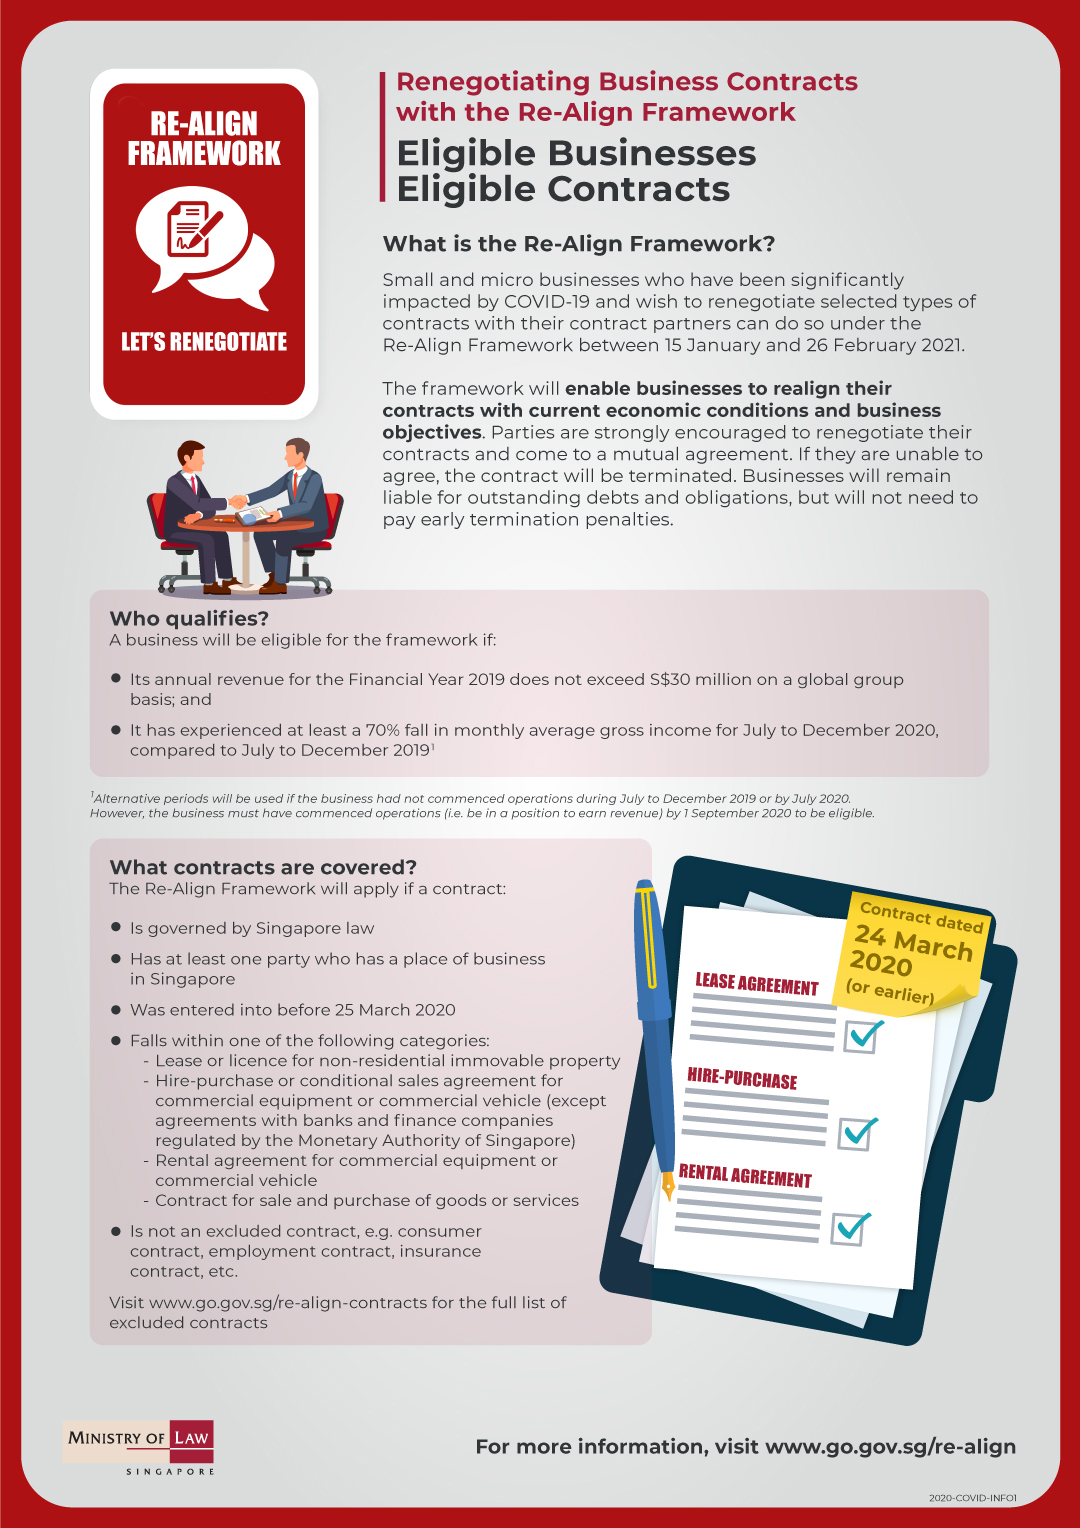 RE-ALIGN
FRAMEWORK
LET'S RENEGOTIATE
Renegotiating Business Contracts
with the Re-Align Framework
Eligible Businesses
Eligible Contracts
What is the Re-Align Framework?
Small and micro businesses who have been significantly
impacted by COVID-19 and wish to renegotiate selected types of
contracts with their contract partners can do so under the
Re-Align Framework between 15 January and 26 February 2021.
The framework will enable businesses to realign their
contracts with current economic conditions and business
objectives. Parties are strongly encouraged to renegotiate their
contracts and come to a mutual agreement. If they are unable to
agree, the contract will be terminated. Businesses will remain
liable for outstanding debts and obligations, but will not need to
pay early termination penalties.
Who qualifies?
A business will be eligible for the framework if:
● Its annual revenue for the Financial Year 2019 does not exceed S$30 million on a global group
basis; and
● It has experienced at least a 70% fall in monthly average gross income for July to December 2020,
compared to July to December 2019¹
¹Alternative periods will be used if the business had not commenced operations during July to December 2019 or by July 2020.
However, the business must have commenced operations (i.e. be in a position to earn revenue) by 1 September 2020 to be eligible.
What contracts are covered?
The Re-Align Framework will apply if a contract:
● Is governed by Singapore law
● Has at least one party who has a place of business
in Singapore
● Was entered into before 25 March 2020
● Falls within one of the following categories:
- Lease or licence for non-residential immovable property
- Hire-purchase or conditional sales agreement for
commercial equipment or commercial vehicle (except
agreements with banks and finance companies
regulated by the Monetary Authority of Singapore)
- Rental agreement for commercial equipment or
commercial vehicle
- Contract for sale and purchase of goods or services
● Is not an excluded contract, e.g. consumer
contract, employment contract, insurance
contract, etc.
Visit www.go.gov.sg/re-align-contracts for the full list of
excluded contracts
Contract dated
24 March
2020
(or earlier)
LEASE AGREEMENT
HIRE-PURCHASE
RENTAL AGREEMENT
MINISTRY OF LAW
SINGAPORE
For more information, visit www.go.gov.sg/re-align
2020-COVID-INFO1